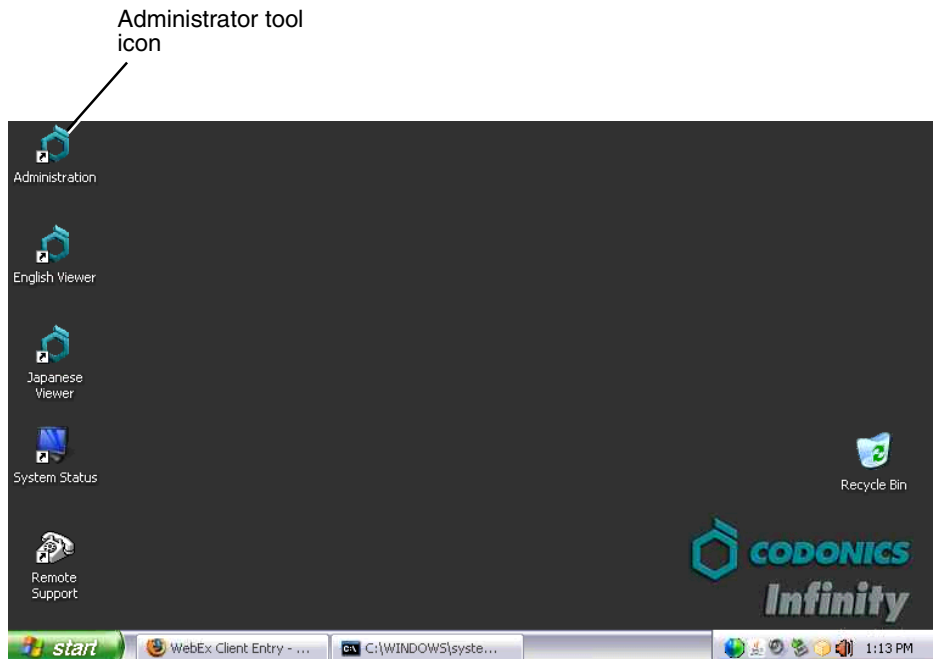 Administrator tool
icon
Administration
English Viewer
Japanese
Viewer
System Status
Remote
Support
Recycle Bin
CODONICS
Infinity
start
WebEx Client Entry - ...
C:\WINDOWS\syste...
1:13 PM